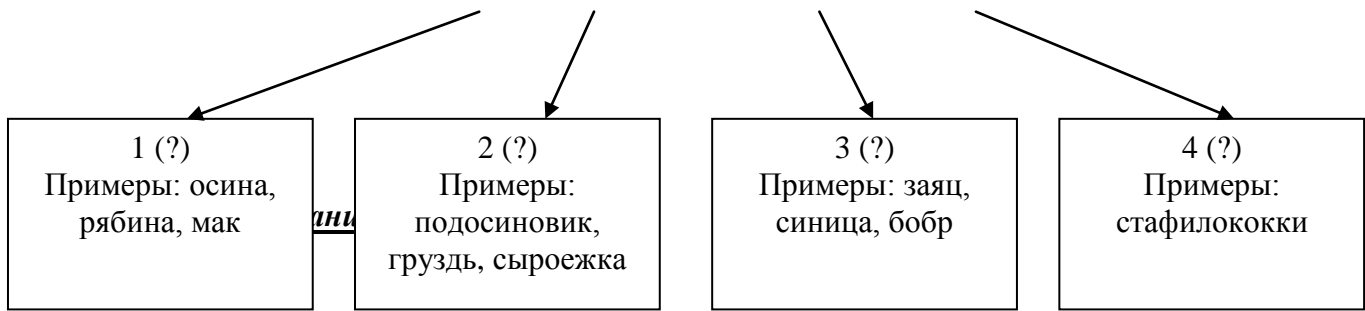 1 (?)
Примеры: осина,
рябина, мак
2 (?)
Примеры:
подосиновик,
груздь, сыроежка
3 (?)
Примеры: заяц,
синица, бобр
4 (?)
Примеры:
стафилококки